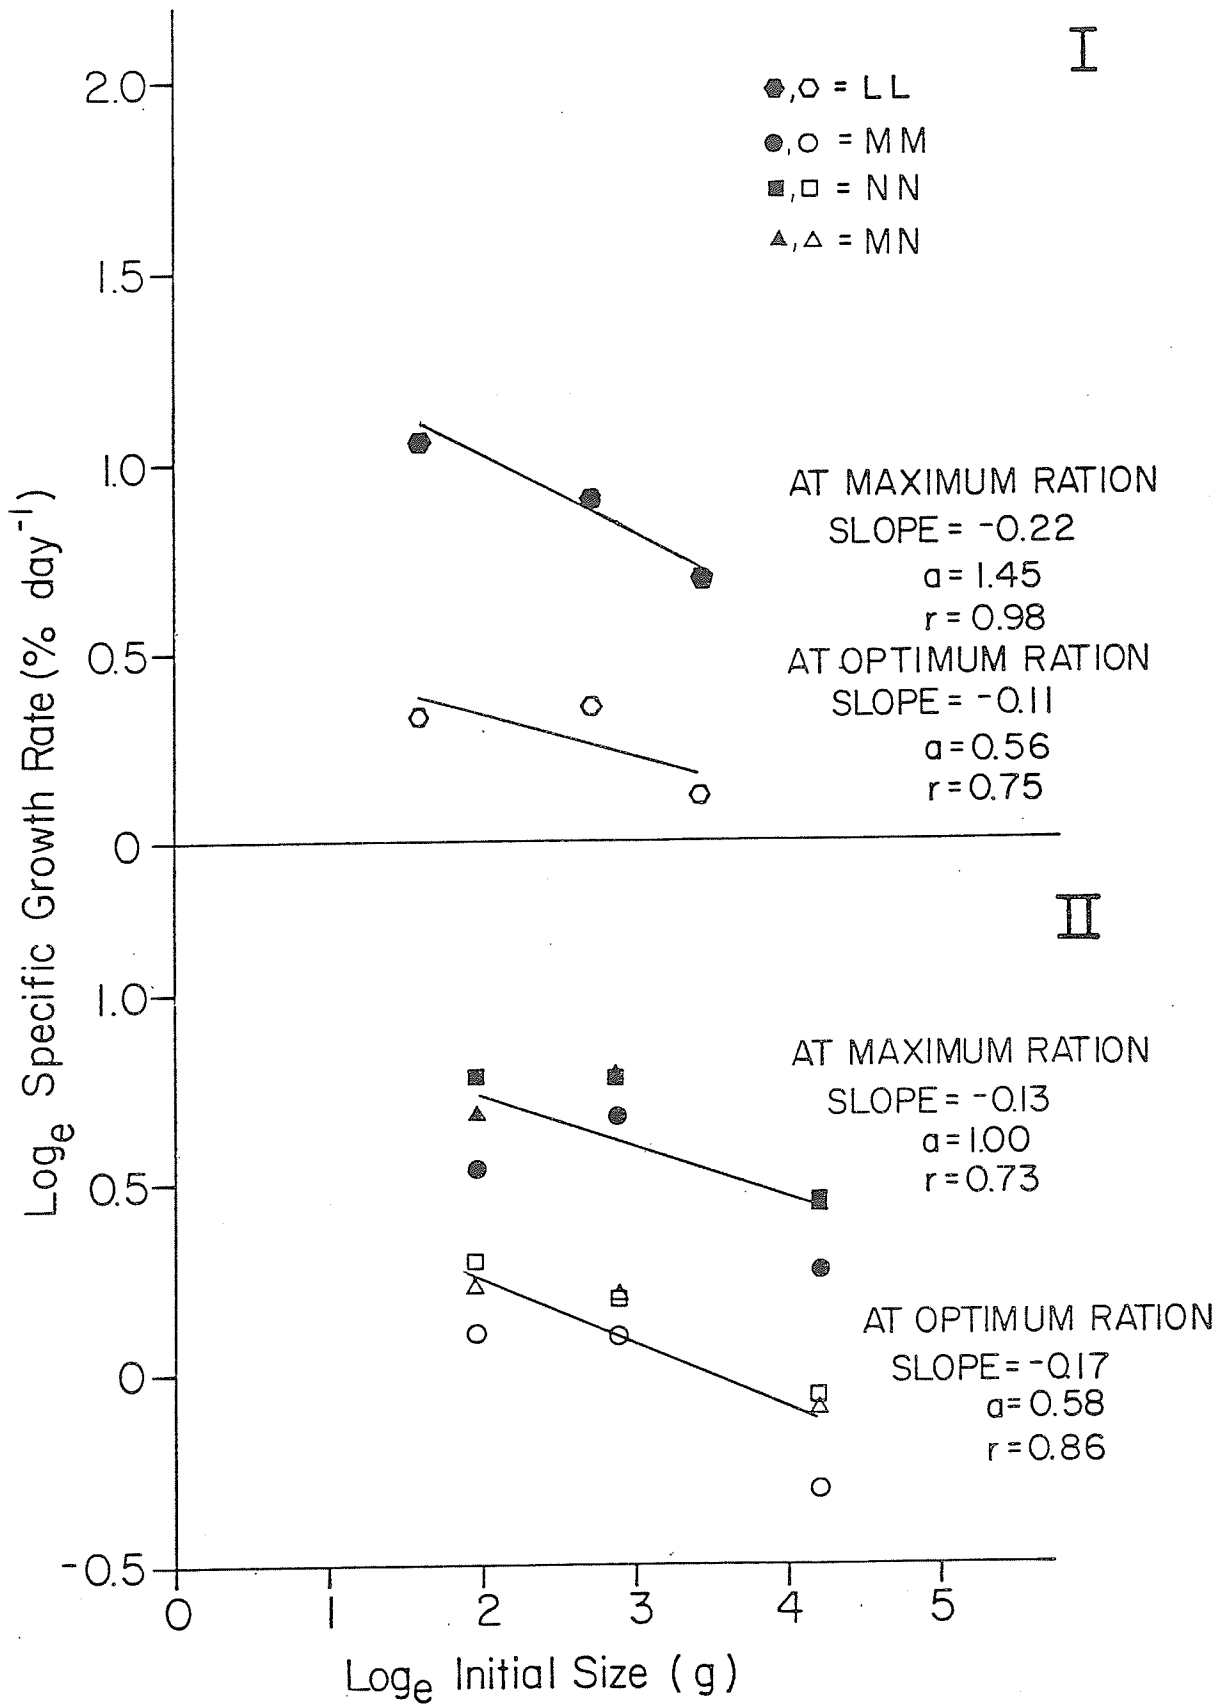 I
2.0
⬣,⬡ = LL
●,○ = MM
■,□ = NN
▲,△ = MN
1.5
1.0
AT MAXIMUM RATION
SLOPE = -0.22
a = 1.45
r = 0.98
0.5
AT OPTIMUM RATION
SLOPE = -0.11
a = 0.56
r = 0.75
0
Loge Specific Growth Rate (% day-1)
II
1.0
AT MAXIMUM RATION
SLOPE = -0.13
a = 1.00
r = 0.73
0.5
AT OPTIMUM RATION
SLOPE = -0.17
a = 0.58
r = 0.86
0
-0.5
0 1 2 3 4 5
Loge Initial Size (g)